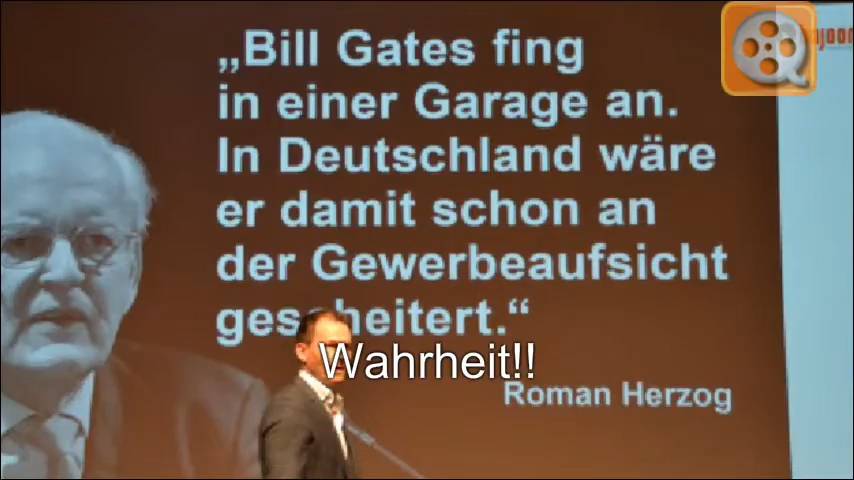 „Bill Gates fing
in einer Garage an.
In Deutschland wäre
er damit schon an
der Gewerbeaufsicht
gescheitert.“
Wahrheit!!
Roman Herzog